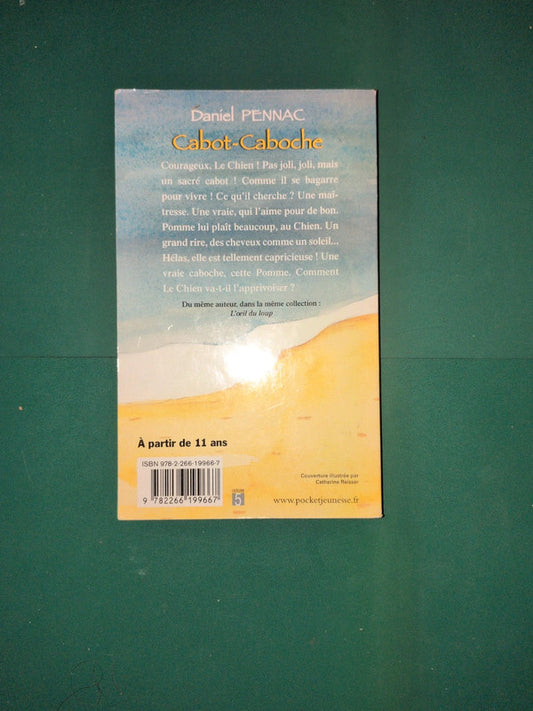 Daniel PENNAC
Cabot-Caboche
Courageux, Le Chien ! Pas joli, joli, mais
un sacré cabot ! Comme il se bagarre
pour vivre ! Ce qu'il cherche ? Une maî-
tresse. Une vraie, qui l'aime pour de bon.
Pomme lui plaît beaucoup, au Chien. Un
grand rire, des cheveux comme un soleil...
Hélas, elle est tellement capricieuse ! Une
vraie caboche, cette Pomme. Comment
Le Chien va-t-il l'apprivoiser ?
Du même auteur, dans la même collection :
L'œil du loup
À partir de 11 ans
ISBN 978-2-266-19966-7
9 782266 199667
5
Couverture illustrée par
Catherine Reisser
www.pocketjeunesse.fr